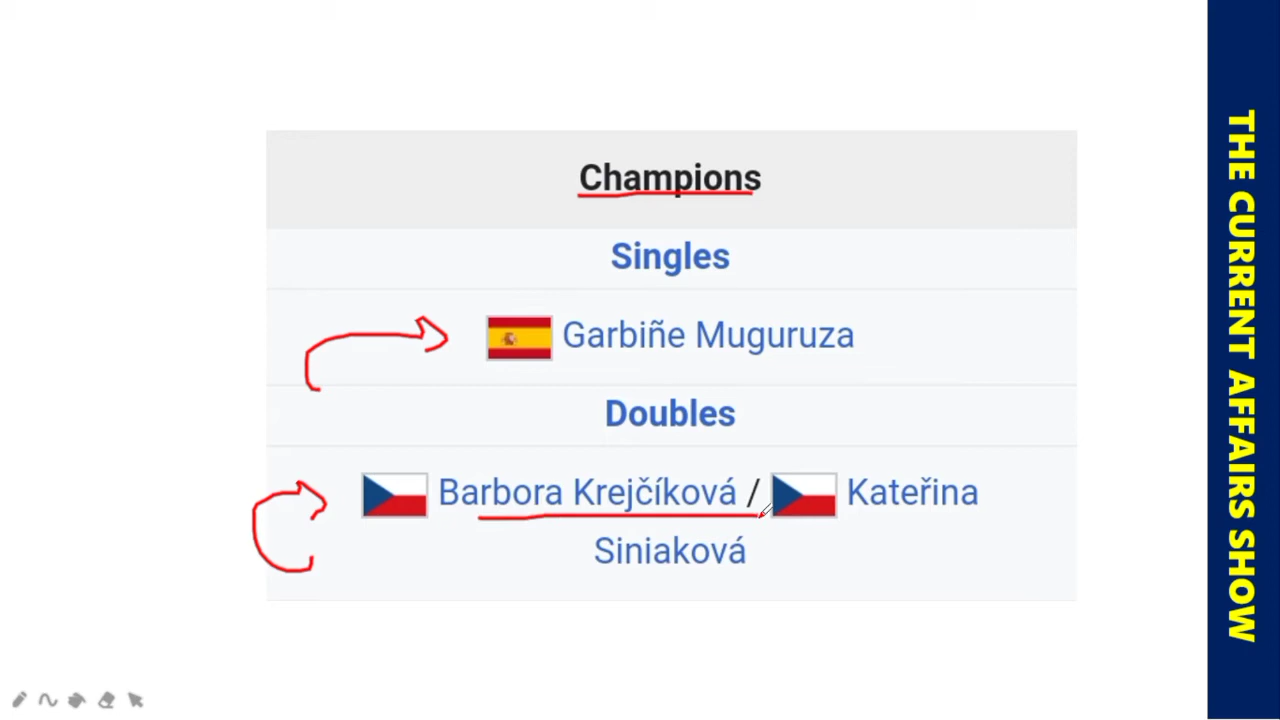 Champions
Singles
Garbiñe Muguruza
Doubles
Barbora Krejčíková / Kateřina
Siniaková
THE CURRENT AFFAIRS SHOW